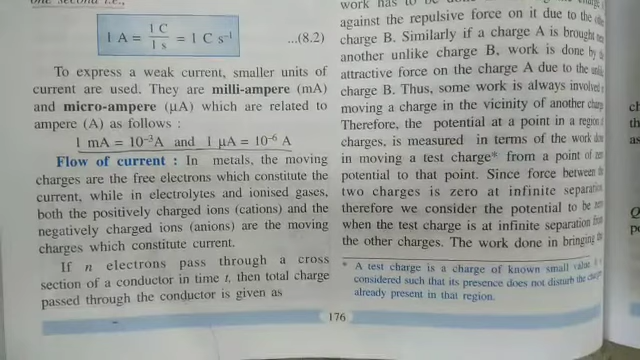 one second i.e.,
1 A = 1 C / 1 s = 1 C s⁻¹ ...(8.2)
To express a weak current, smaller units of
current are used. They are milli-ampere (mA)
and micro-ampere (μA) which are related to
ampere (A) as follows :
1 mA = 10⁻³A and 1 μA = 10⁻⁶ A
Flow of current : In metals, the moving
charges are the free electrons which constitute the
current, while in electrolytes and ionised gases,
both the positively charged ions (cations) and the
negatively charged ions (anions) are the moving
charges which constitute current.
If n electrons pass through a cross
section of a conductor in time t, then total charge
passed through the conductor is given as
work has to be
against the repulsive force on it due to the
charge B. Similarly if a charge A is brought
another unlike charge B, work is done by
attractive force on the charge A due to the
charge B. Thus, some work is always involved
moving a charge in the vicinity of another
Therefore, the potential at a point in a region
charges, is measured in terms of the work
in moving a test charge* from a point of
potential to that point. Since force between
two charges is zero at infinite separation,
therefore we consider the potential to be
when the test charge is at infinite separation
the other charges. The work done in bringing
* A test charge is a charge of known small value
considered such that its presence does not disturb the
already present in that region.
176